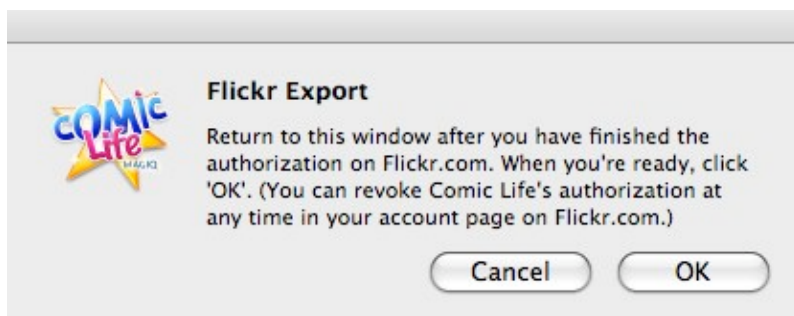 COMIC
Life
MAGIQ
Flickr Export
Return to this window after you have finished the
authorization on Flickr.com. When you're ready, click
'OK'. (You can revoke Comic Life's authorization at
any time in your account page on Flickr.com.)
Cancel OK